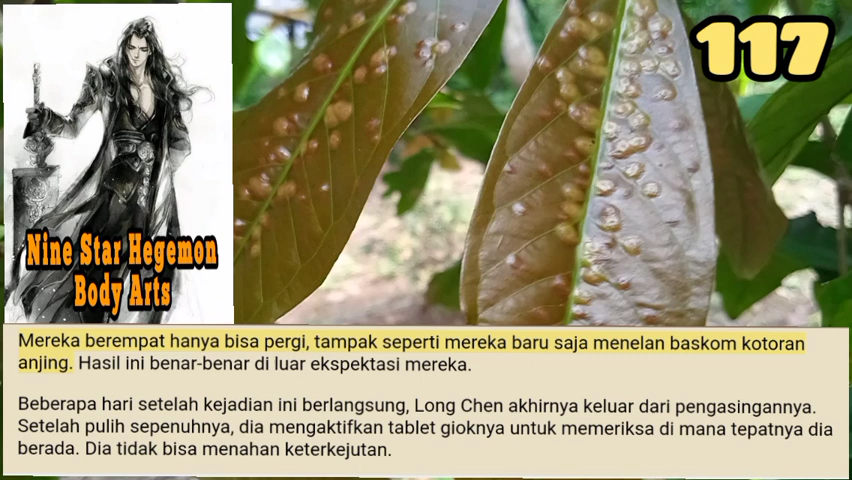 117
Nine Star Hegemon
Body Arts
Mereka berempat hanya bisa pergi, tampak seperti mereka baru saja menelan baskom kotoran
anjing. Hasil ini benar-benar di luar ekspektasi mereka.
Beberapa hari setelah kejadian ini berlangsung, Long Chen akhirnya keluar dari pengasingannya.
Setelah pulih sepenuhnya, dia mengaktifkan tablet gioknya untuk memeriksa di mana tepatnya dia
berada. Dia tidak bisa menahan keterkejutan.